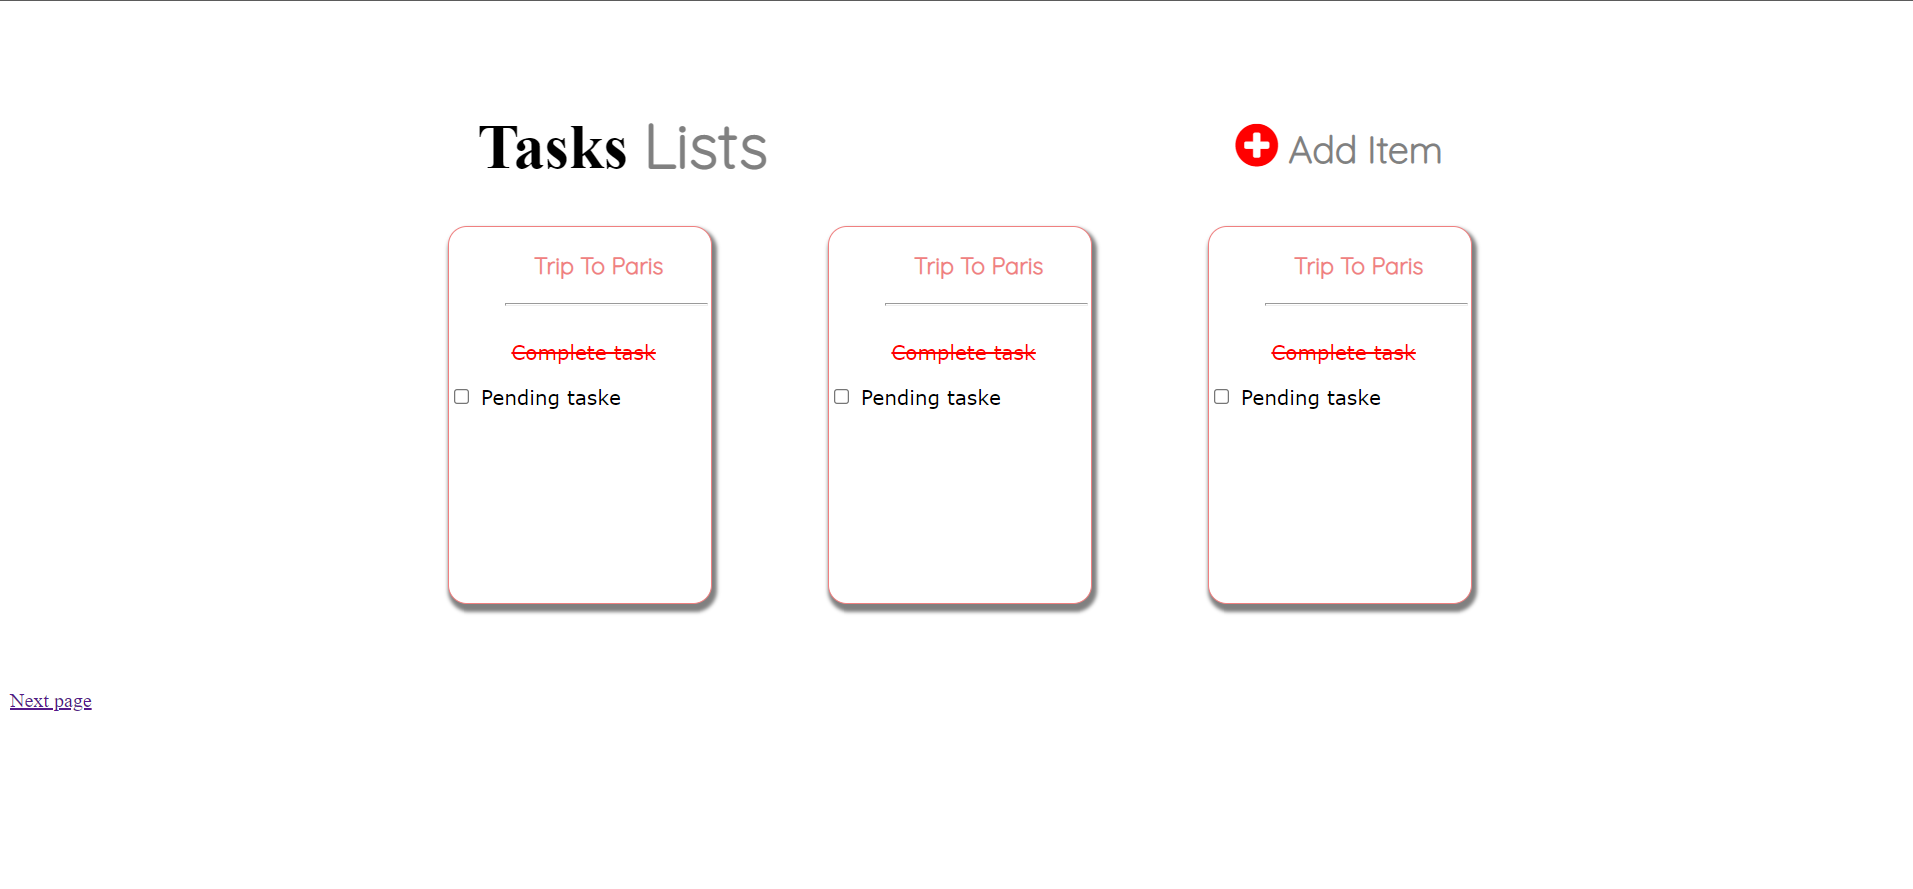 Tasks Lists
Add Item
Trip To Paris
Complete task
Pending taske
Trip To Paris
Complete task
Pending taske
Trip To Paris
Complete task
Pending taske
Next page